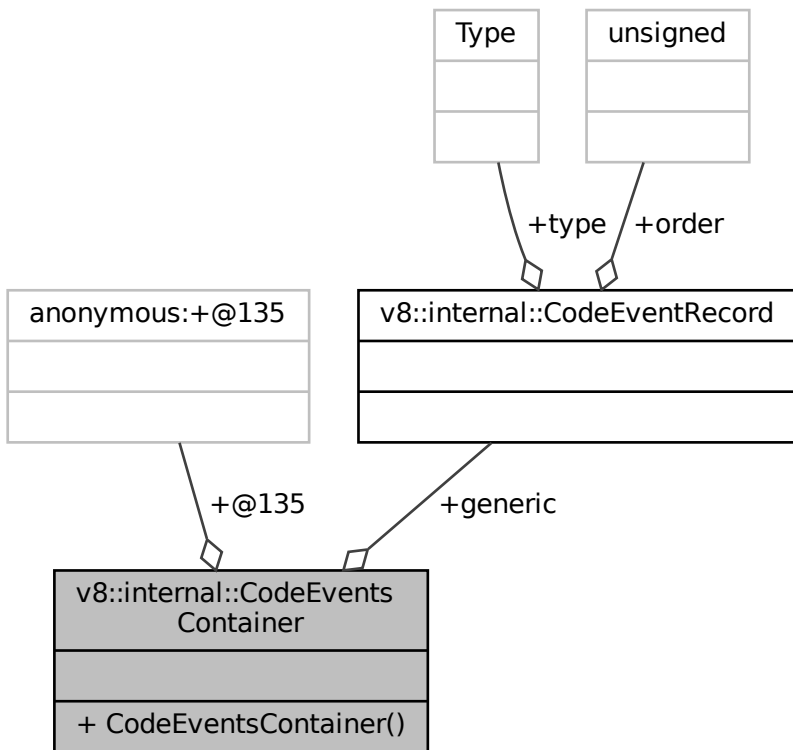 Type
unsigned
+type
+order
anonymous:+@135
v8::internal::CodeEventRecord
+@135
+generic
v8::internal::CodeEvents
Container
+ CodeEventsContainer()